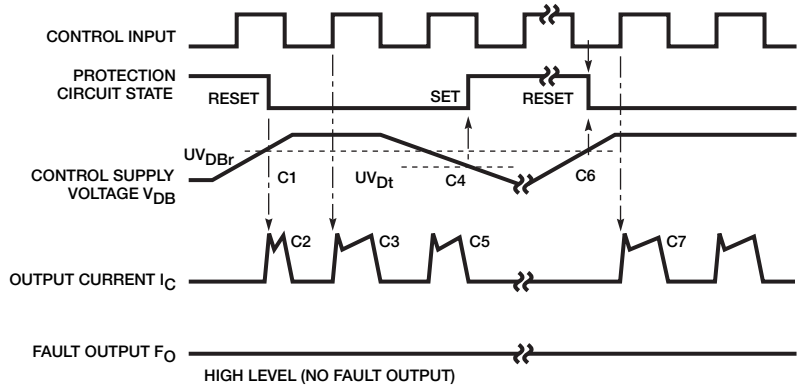 CONTROL INPUT
PROTECTION
CIRCUIT STATE
RESET
SET
RESET
UVDBr
CONTROL SUPPLY
VOLTAGE VDB
C1
UVDt
C4
C6
C2
C3
C5
C7
OUTPUT CURRENT IC
FAULT OUTPUT FO
HIGH LEVEL (NO FAULT OUTPUT)